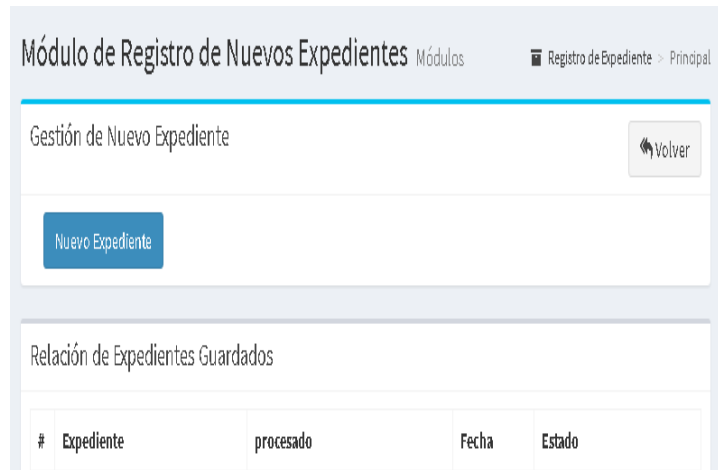 Módulo de Registro de Nuevos Expedientes Módulos Registro de Expediente > Principal
Gestión de Nuevo Expediente Volver
Nuevo Expediente
Relación de Expedientes Guardados
# Expediente procesado Fecha Estado